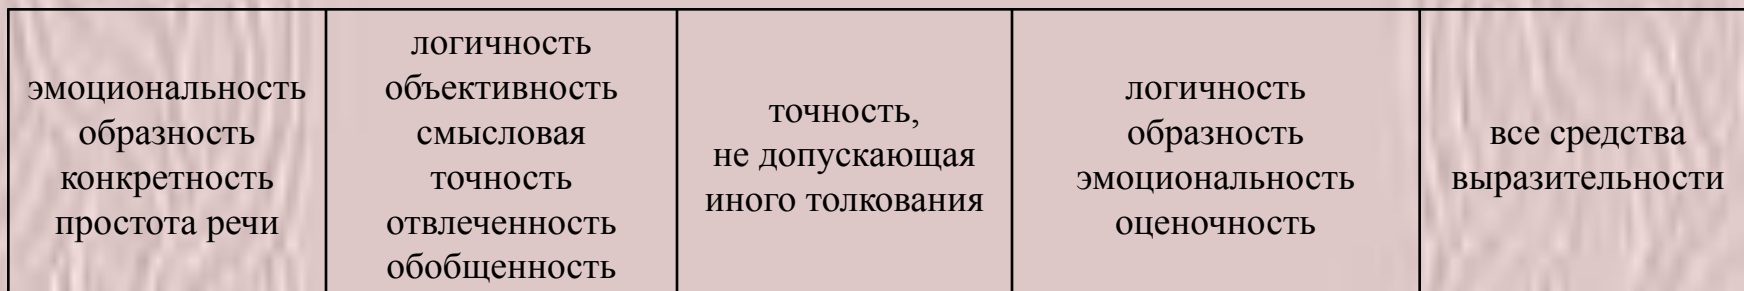 эмоциональность
образность
конкретность
простота речи
логичность
объективность
смысловая
точность
отвлеченность
обобщенность
точность,
не допускающая
иного толкования
логичность
образность
эмоциональность
оценочность
все средства
выразительности